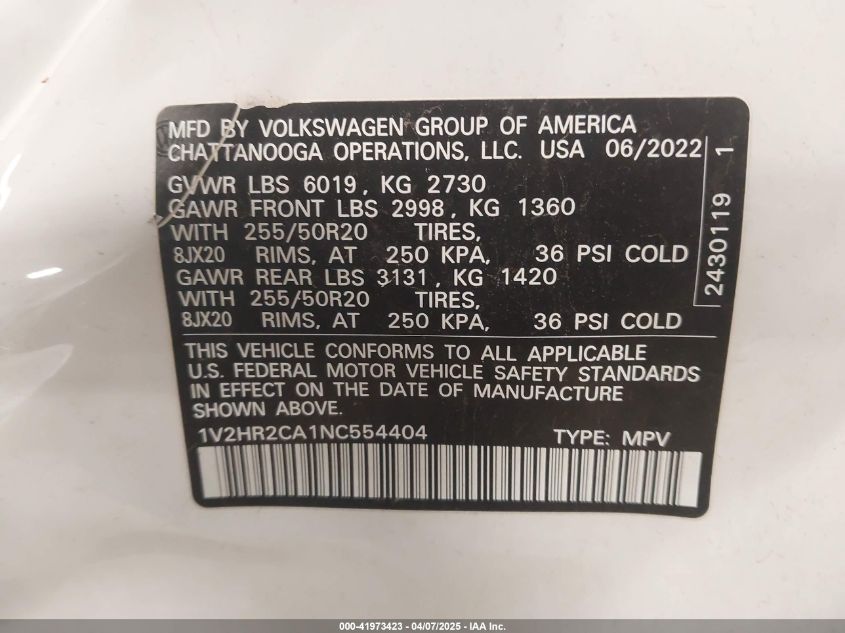 MFD BY VOLKSWAGEN GROUP OF AMERICA
CHATTANOOGA OPERATIONS, LLC. USA 06/2022
GVWR LBS 6019, KG 2730
GAWR FRONT LBS 2998, KG 1360
WITH 255/50R20 TIRES,
8JX20 RIMS, AT 250 KPA, 36 PSI COLD
GAWR REAR LBS 3131, KG 1420
WITH 255/50R20 TIRES,
8JX20 RIMS, AT 250 KPA, 36 PSI COLD
2430119 1
THIS VEHICLE CONFORMS TO ALL APPLICABLE
U.S. FEDERAL MOTOR VEHICLE SAFETY STANDARDS
IN EFFECT ON THE DATE OF MANUFACTURE
SHOWN ABOVE.
1V2HR2CA1NC554404 TYPE: MPV
000-41973423 - 04/07/2025 - IAA Inc.